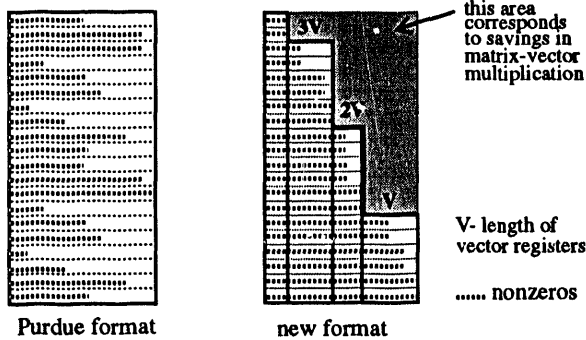 this area
corresponds
to savings in
matrix-vector
multiplication
3V
2V
V
V- length of
vector registers
...... nonzeros
Purdue format
new format